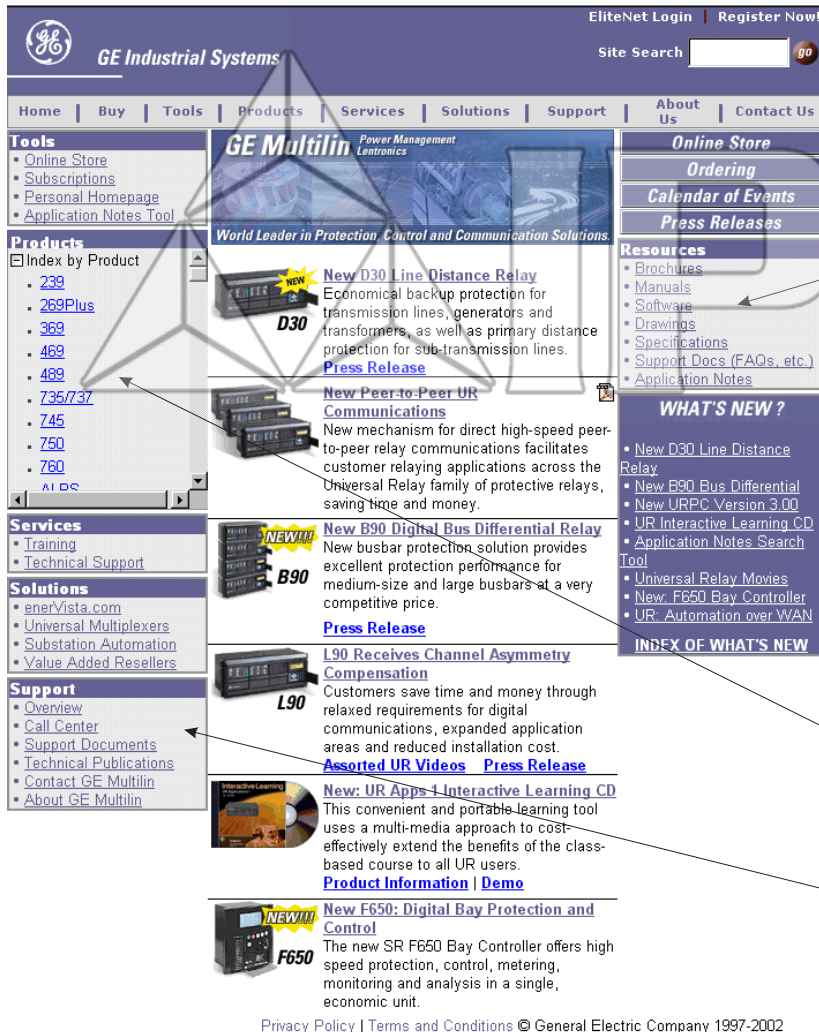 EliteNet Login | Register Now!
GE Industrial Systems
Site Search
go
Home | Buy | Tools | Products | Services | Solutions | Support | About Us | Contact Us
Tools
• Online Store
• Subscriptions
• Personal Homepage
• Application Notes Tool
Products
Index by Product
. 239
. 269Plus
. 369
. 469
. 489
. 735/737
. 745
. 750
. 760
ALPS
Services
• Training
• Technical Support
Solutions
• enerVista.com
• Universal Multiplexers
• Substation Automation
• Value Added Resellers
Support
• Overview
• Call Center
• Support Documents
• Technical Publications
• Contact GE Multilin
• About GE Multilin
GE Multilin Power Management
Lentronics
World Leader in Protection, Control and Communication Solutions.
NEW
D30
New D30 Line Distance Relay
Economical backup protection for
transmission lines, generators and
transformers, as well as primary distance
protection for sub-transmission lines.
Press Release
New Peer-to-Peer UR
Communications
New mechanism for direct high-speed peer-
to-peer relay communications facilitates
customer relaying applications across the
Universal Relay family of protective relays,
saving time and money.
NEW!!!
B90
New B90 Digital Bus Differential Relay
New busbar protection solution provides
excellent protection performance for
medium-size and large busbars at a very
competitive price.
Press Release
L90
L90 Receives Channel Asymmetry
Compensation
Customers save time and money through
relaxed requirements for digital
communications, expanded application
areas and reduced installation cost.
Assorted UR Videos Press Release
Interactive Learning
New: UR Apps-1 Interactive Learning CD
This convenient and portable learning tool
uses a multi-media approach to cost-
effectively extend the benefits of the class-
based course to all UR users.
Product Information | Demo
NEW!!!
F650
New F650: Digital Bay Protection and
Control
The new SR F650 Bay Controller offers high
speed protection, control, metering,
monitoring and analysis in a single,
economic unit.
Online Store
Ordering
Calendar of Events
Press Releases
Resources
• Brochures
• Manuals
• Software
• Drawings
• Specifications
• Support Docs (FAQs, etc.)
• Application Notes
WHAT'S NEW ?
• New D30 Line Distance
Relay
• New B90 Bus Differential
• New URPC Version 3.00
• UR Interactive Learning CD
• Application Notes Search
Tool
• Universal Relay Movies
• New: F650 Bay Controller
• UR: Automation over WAN
INDEX OF WHAT'S NEW
Privacy Policy | Terms and Conditions © General Electric Company 1997-2002